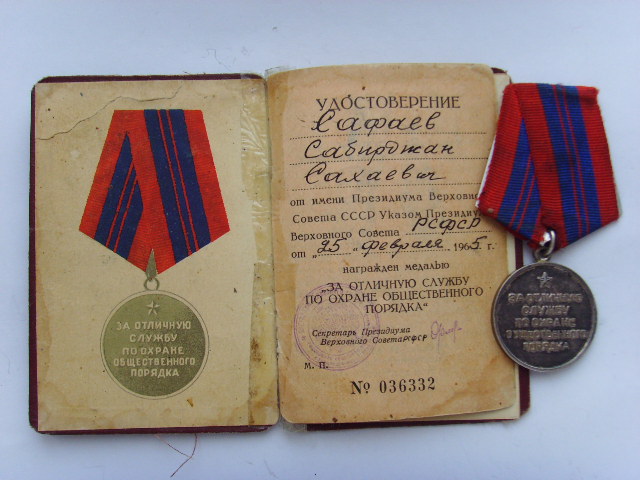 ЗА ОТЛИЧНУЮ
СЛУЖБУ
ПО ОХРАНЕ
ОБЩЕСТВЕННОГО
ПОРЯДКА
УДОСТОВЕРЕНИЕ
Сафаев
Сабирджан
Сахаевич
от имени Президиума Верховно
Совета СССР Указом Президиу
Верховного Совета РСФСР
от „25 " февраля 1965 г.
награжден медалью
„ЗА ОТЛИЧНУЮ СЛУЖБУ
ПО ОХРАНЕ ОБЩЕСТВЕННОГО
ПОРЯДКА"
Секретарь Президиума
Верховного Совета РСФСР
М. П.
№ 036332
ЗА ОТЛИЧНУЮ
СЛУЖБУ
ПО ОХРАНЕ
ОБЩЕСТВЕННОГО
ПОРЯДКА